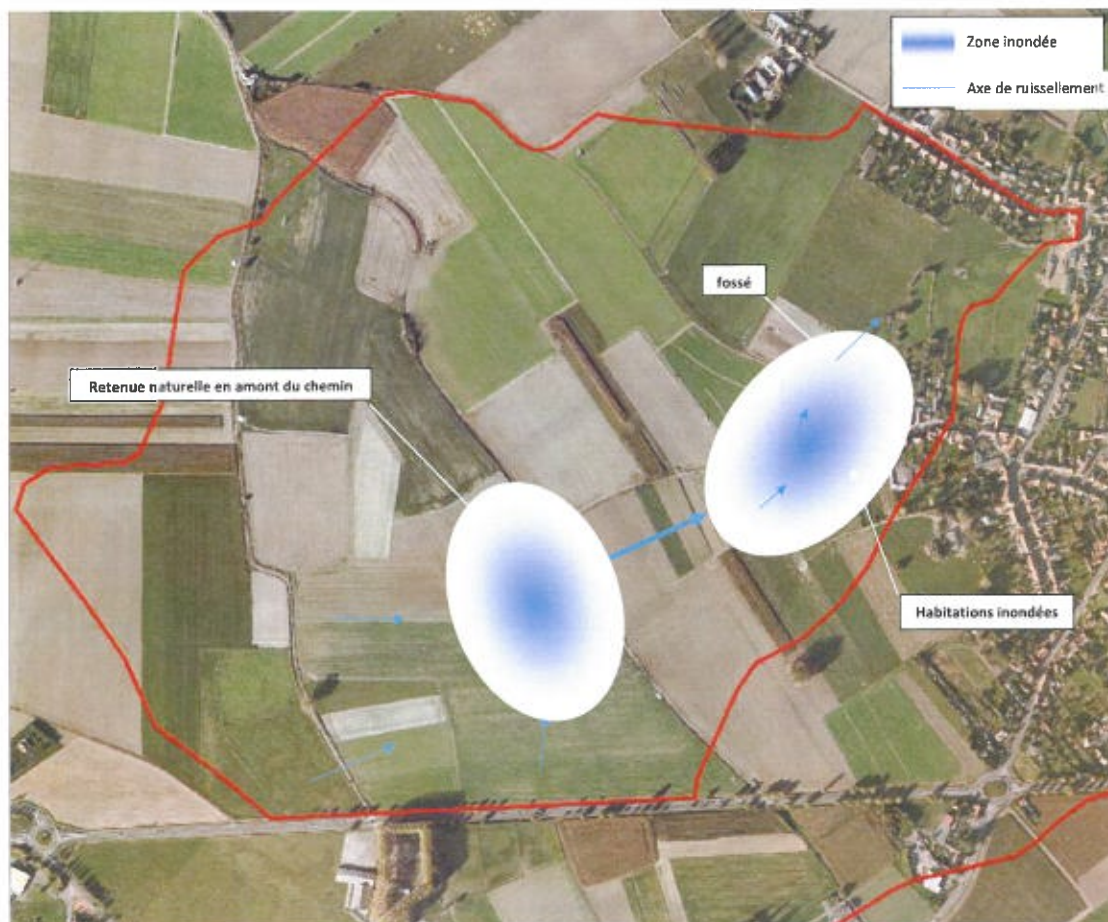 Zone inondée
Axe de ruissellement
fossé
Retenue naturelle en amont du chemin
Habitations inondées